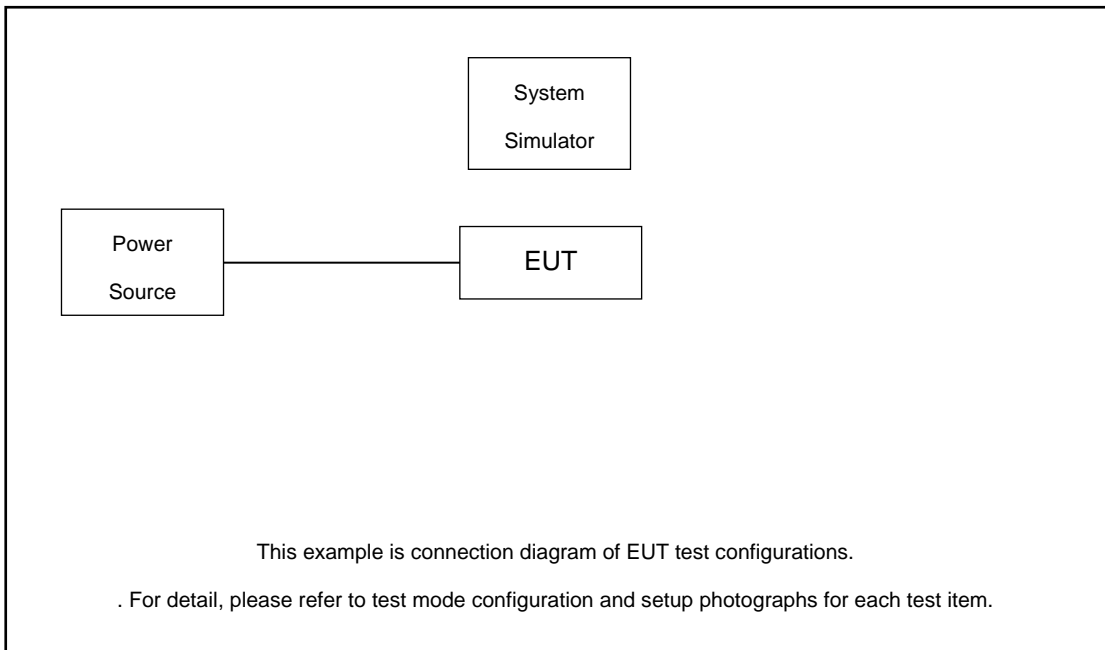 System
Simulator
Power
Source
EUT
This example is connection diagram of EUT test configurations.
. For detail, please refer to test mode configuration and setup photographs for each test item.